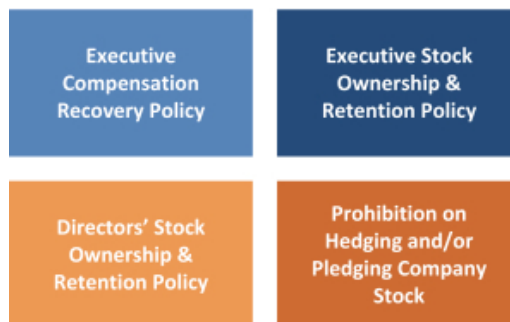 Executive
Compensation
Recovery Policy
Executive Stock
Ownership &
Retention Policy
Directors' Stock
Ownership &
Retention Policy
Prohibition on
Hedging and/or
Pledging Company
Stock